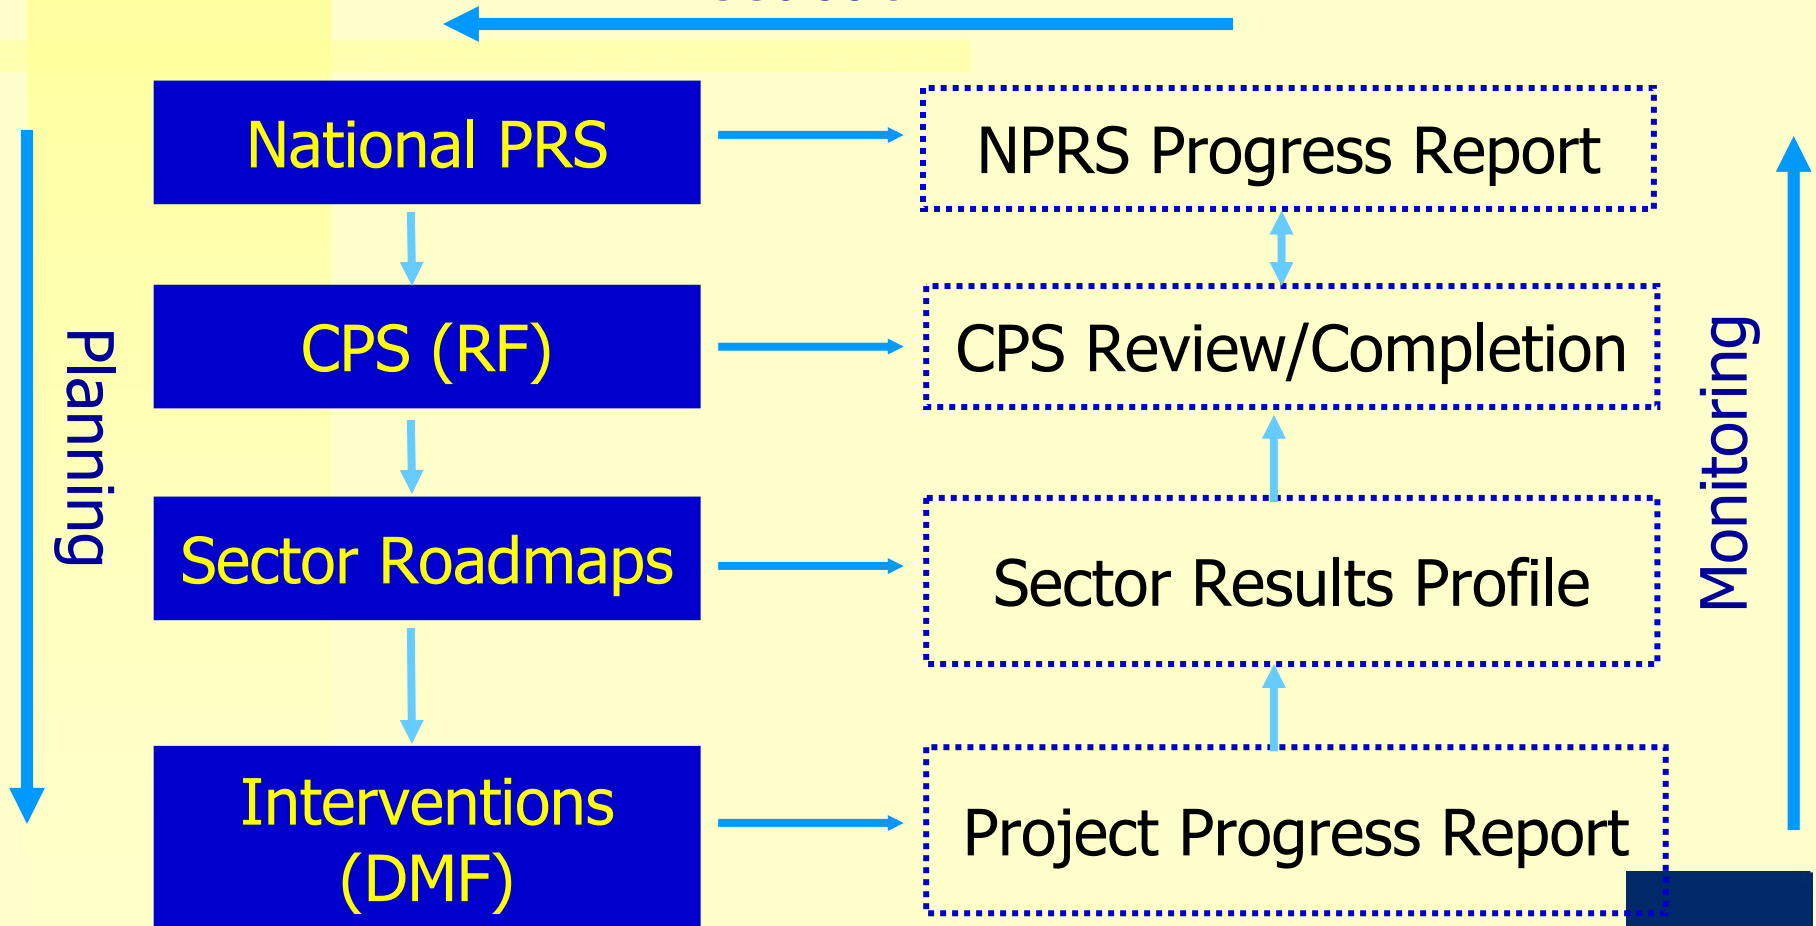 National PRS
NPRS Progress Report
CPS (RF)
CPS Review/Completion
Planning
Monitoring
Sector Roadmaps
Sector Results Profile
Interventions
(DMF)
Project Progress Report